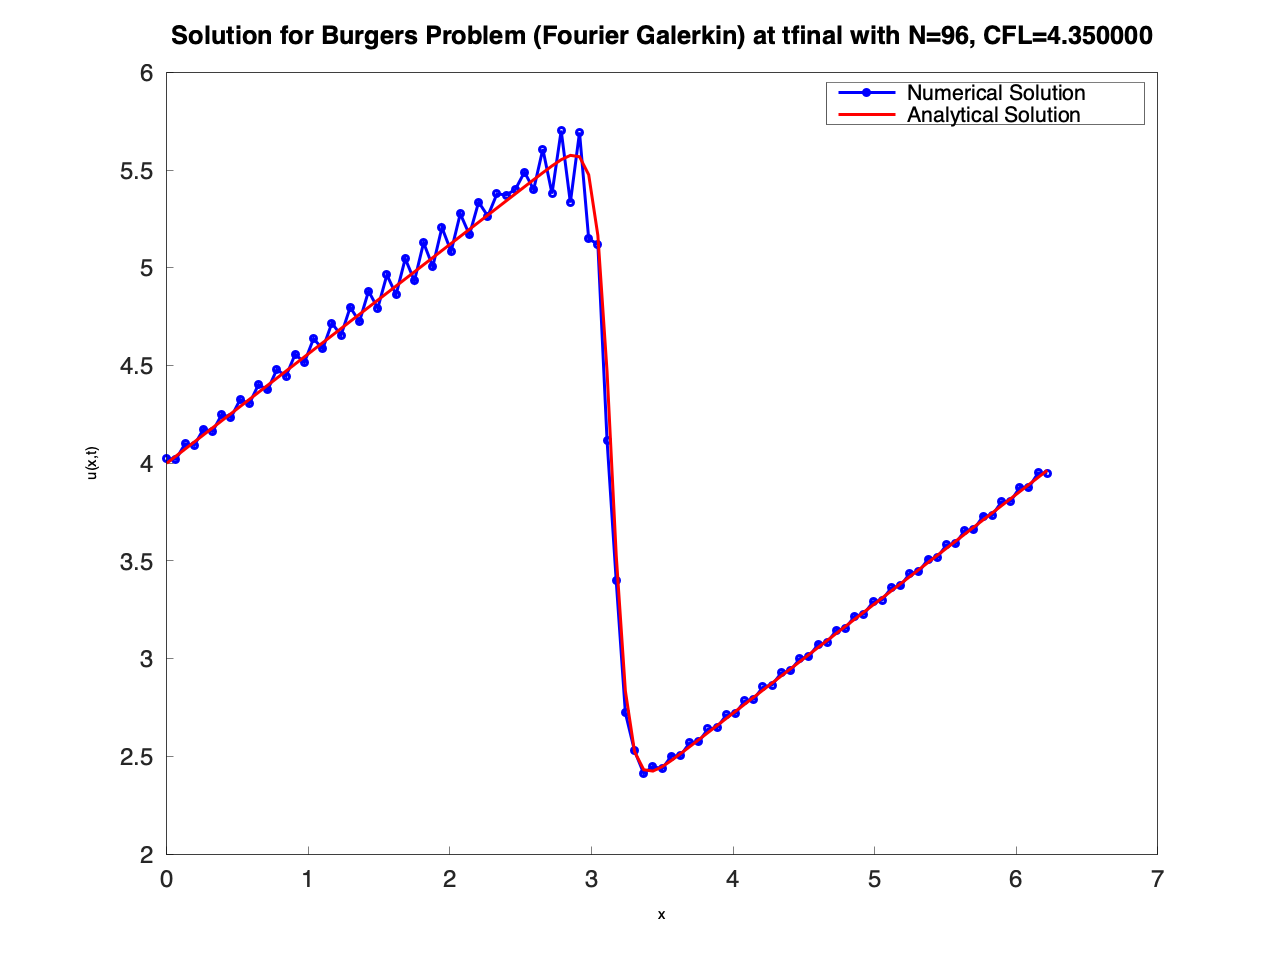 Solution for Burgers Problem (Fourier Galerkin) at tfinal with N=96, CFL=4.350000
Numerical Solution
Analytical Solution
6
5.5
5
4.5
4
3.5
3
2.5
2
u(x,t)
0 1 2 3 4 5 6 7
x